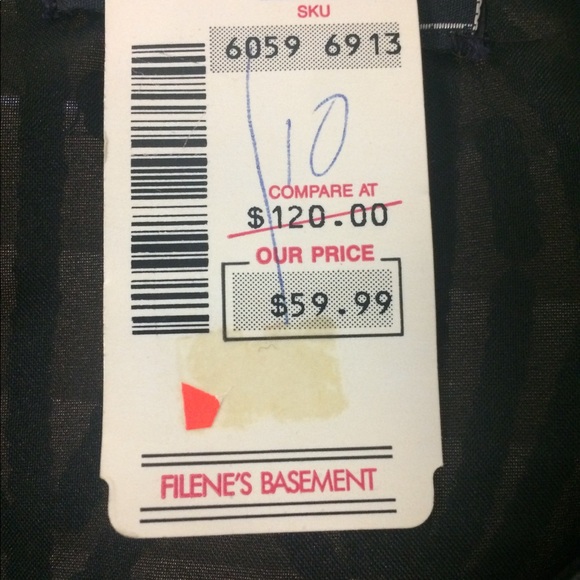 SKU
6059 6913
10
COMPARE AT
$120.00
OUR PRICE
$59.99
FILENE'S BASEMENT